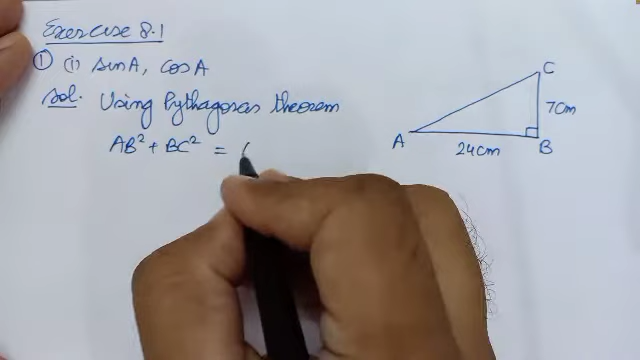 Exercise 8.1
① (i) sinA, cosA
Sol. Using Pythagoras theorem
AB² + BC² =
C
7cm
A
B
24cm